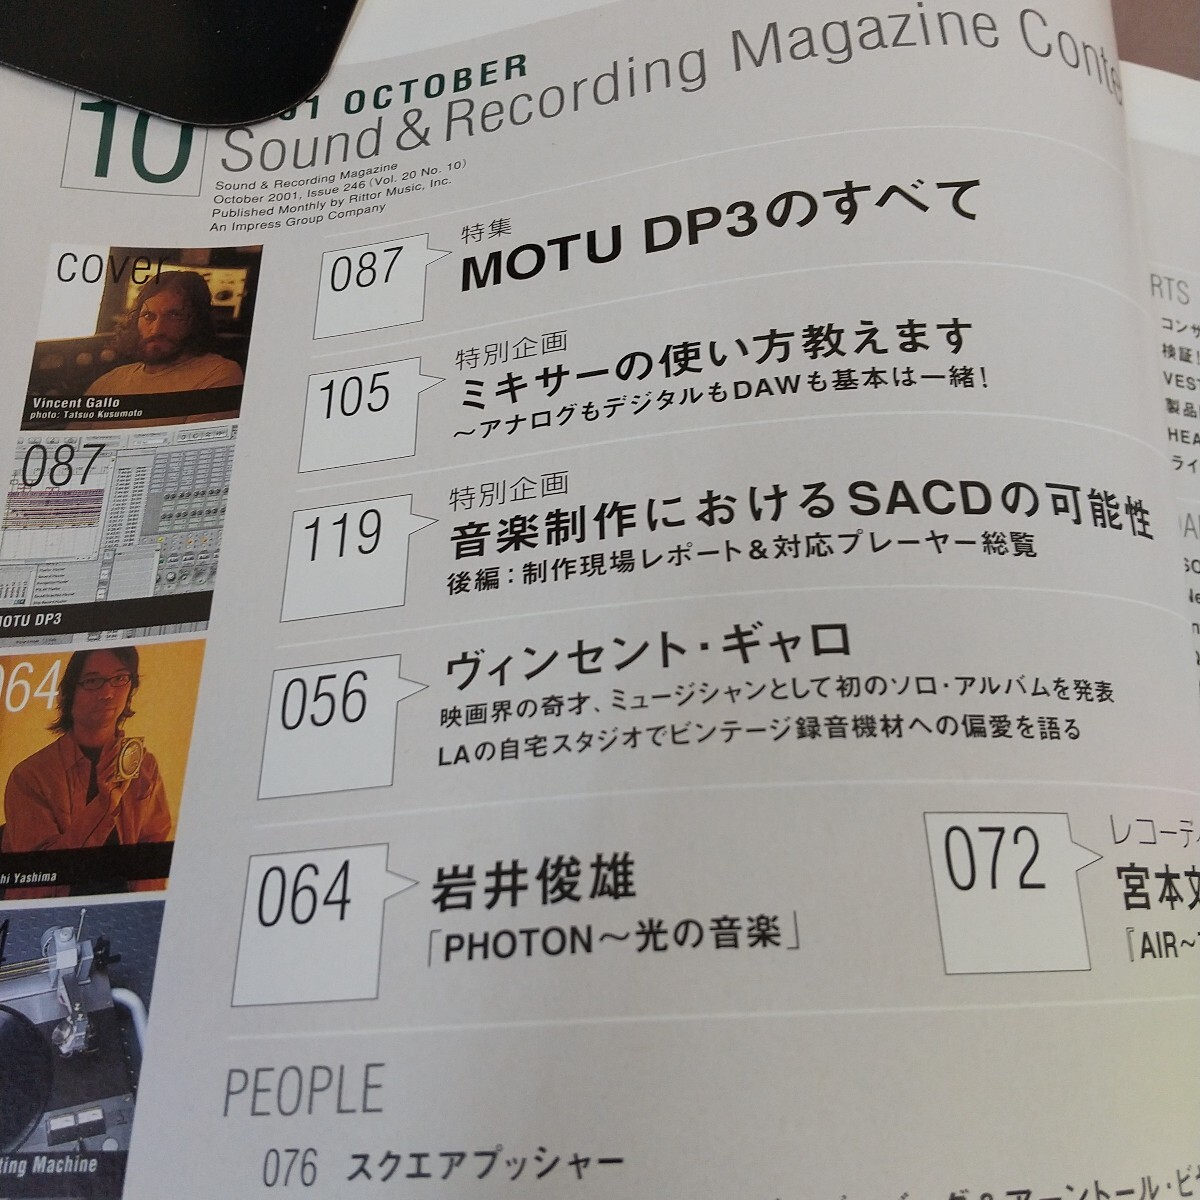 10
OCTOBER
Sound & Recording Magazine
Sound & Recording Magazine
October 2001, Issue 246 (Vol. 20 No. 10)
Published Monthly by Rittor Music, Inc.
An Impress Group Company
cover
Vincent Gallo
photo: Tatsuo Kusumoto
087
MOTU DP3
064
Yashima
Machine
087
特集
MOTU DP3のすべて
105
特別企画
ミキサーの使い方教えます
～アナログもデジタルもDAWも基本は一緒!
119
特別企画
音楽制作におけるSACDの可能性
後編：制作現場レポート＆対応プレーヤー総覧
056
ヴィンセント・ギャロ
映画界の奇才、ミュージシャンとして初のソロ・アルバムを発表
LAの自宅スタジオでビンテージ録音機材への偏愛を語る
064
岩井俊雄
「PHOTON～光の音楽」
072
宮本
『AIR～
PEOPLE
076 スクエアプッシャー
RTS
検証
製品